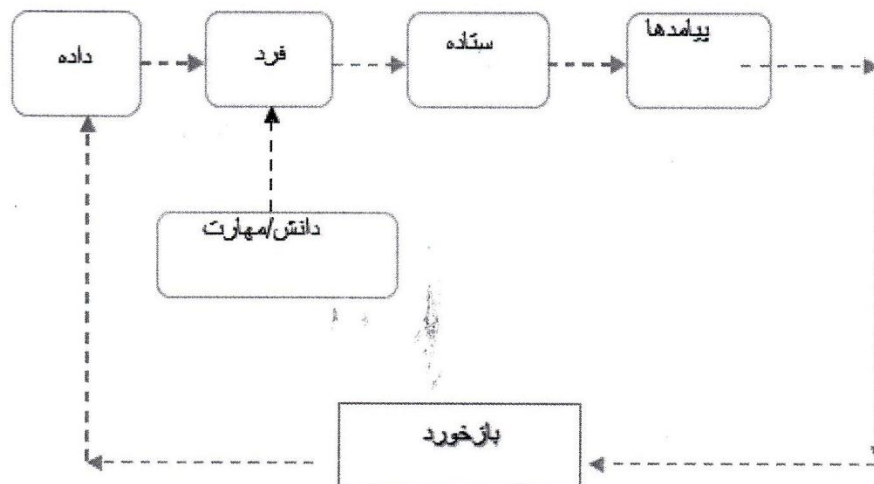 داده
فرد
ستاده
پیامدها
دانش/مهارت
بازخورد